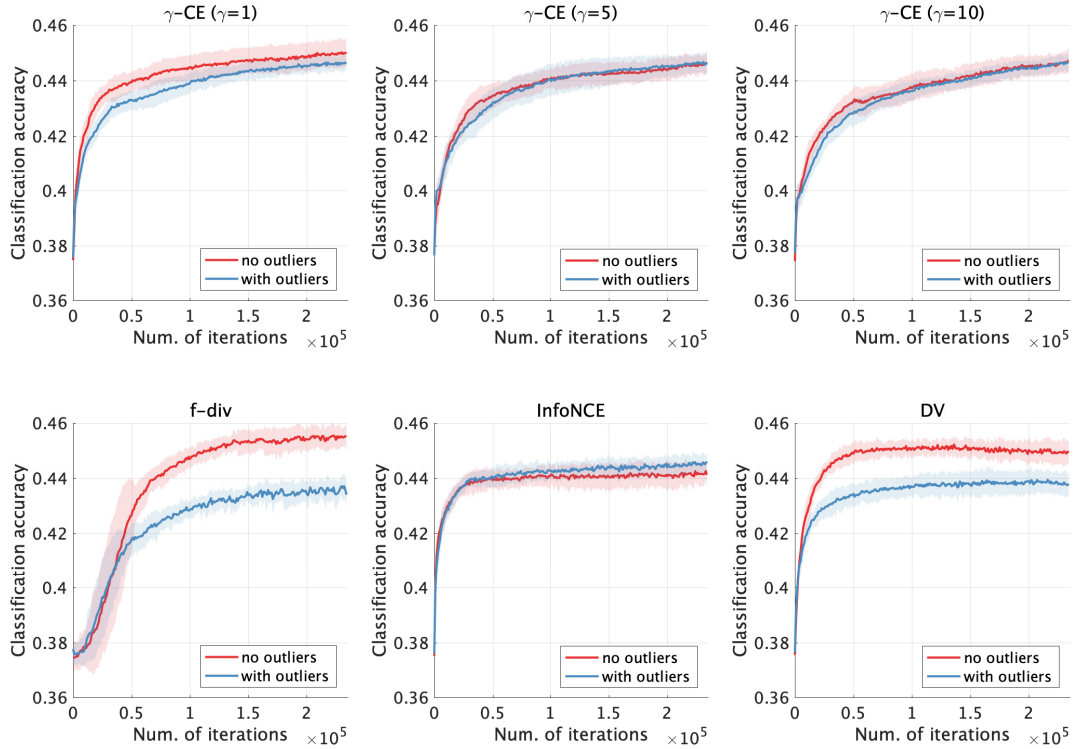 γ-CE (γ=1)
0.46
0.44
0.42
0.4
0.38
0.36
Classification accuracy
no outliers
with outliers
0 0.5 1 1.5 2
Num. of iterations ×10^5
γ-CE (γ=5)
0.46
0.44
0.42
0.4
0.38
0.36
Classification accuracy
no outliers
with outliers
0 0.5 1 1.5 2
Num. of iterations ×10^5
γ-CE (γ=10)
0.46
0.44
0.42
0.4
0.38
0.36
Classification accuracy
no outliers
with outliers
0 0.5 1 1.5 2
Num. of iterations ×10^5
f-div
0.46
0.44
0.42
0.4
0.38
0.36
Classification accuracy
no outliers
with outliers
0 0.5 1 1.5 2
Num. of iterations ×10^5
InfoNCE
0.46
0.44
0.42
0.4
0.38
0.36
Classification accuracy
no outliers
with outliers
0 0.5 1 1.5 2
Num. of iterations ×10^5
DV
0.46
0.44
0.42
0.4
0.38
0.36
Classification accuracy
no outliers
with outliers
0 0.5 1 1.5 2
Num. of iterations ×10^5